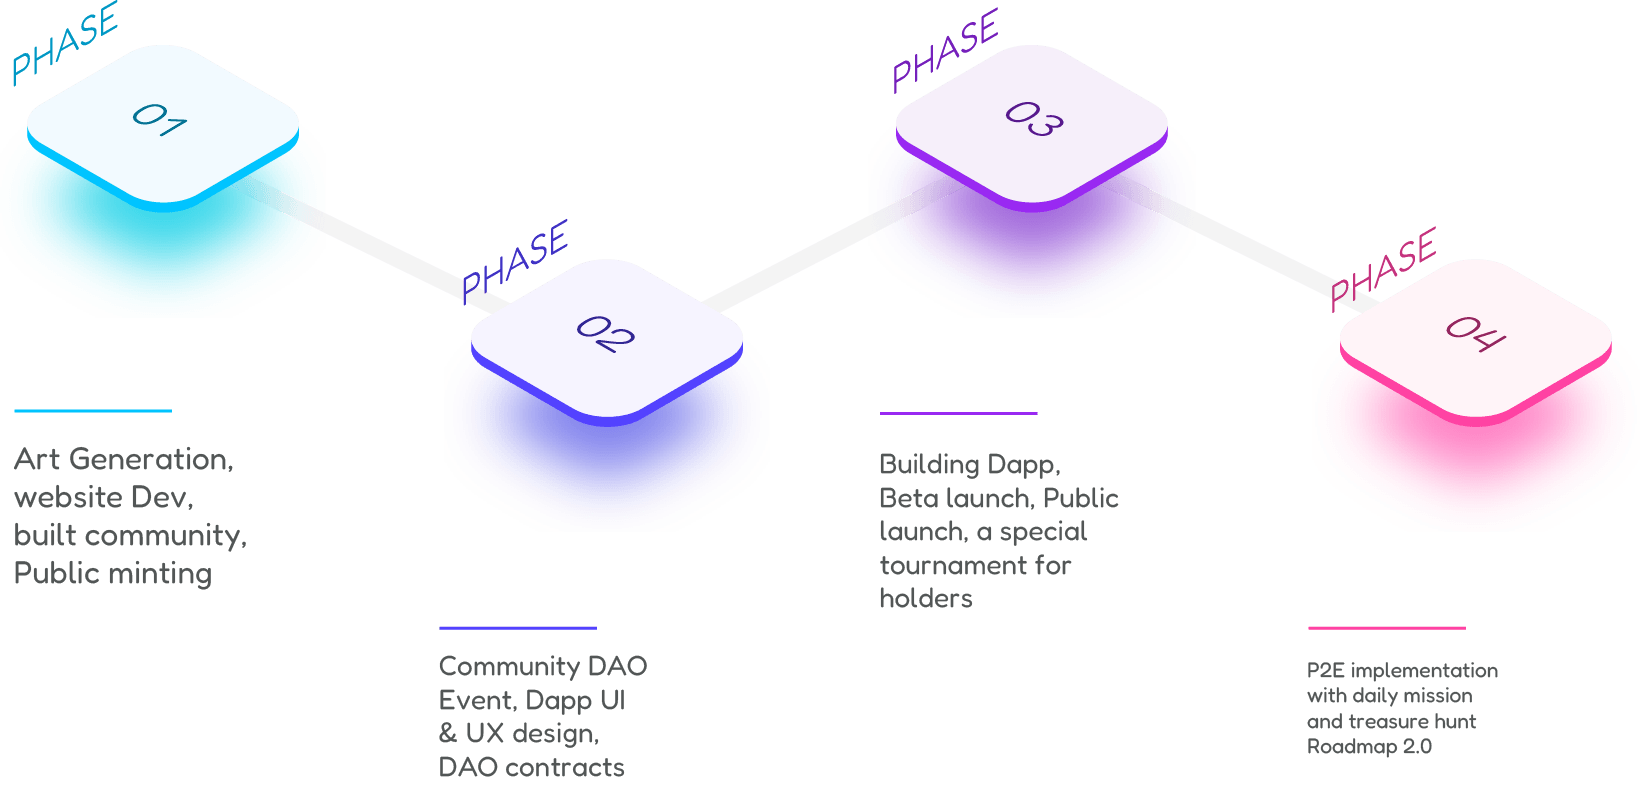 PHASE
01
Art Generation,
website Dev,
built community,
Public minting
PHASE
02
Community DAO
Event, Dapp UI
& UX design,
DAO contracts
PHASE
03
Building Dapp,
Beta launch, Public
launch, a special
tournament for
holders
PHASE
04
P2E implementation
with daily mission
and treasure hunt
Roadmap 2.0